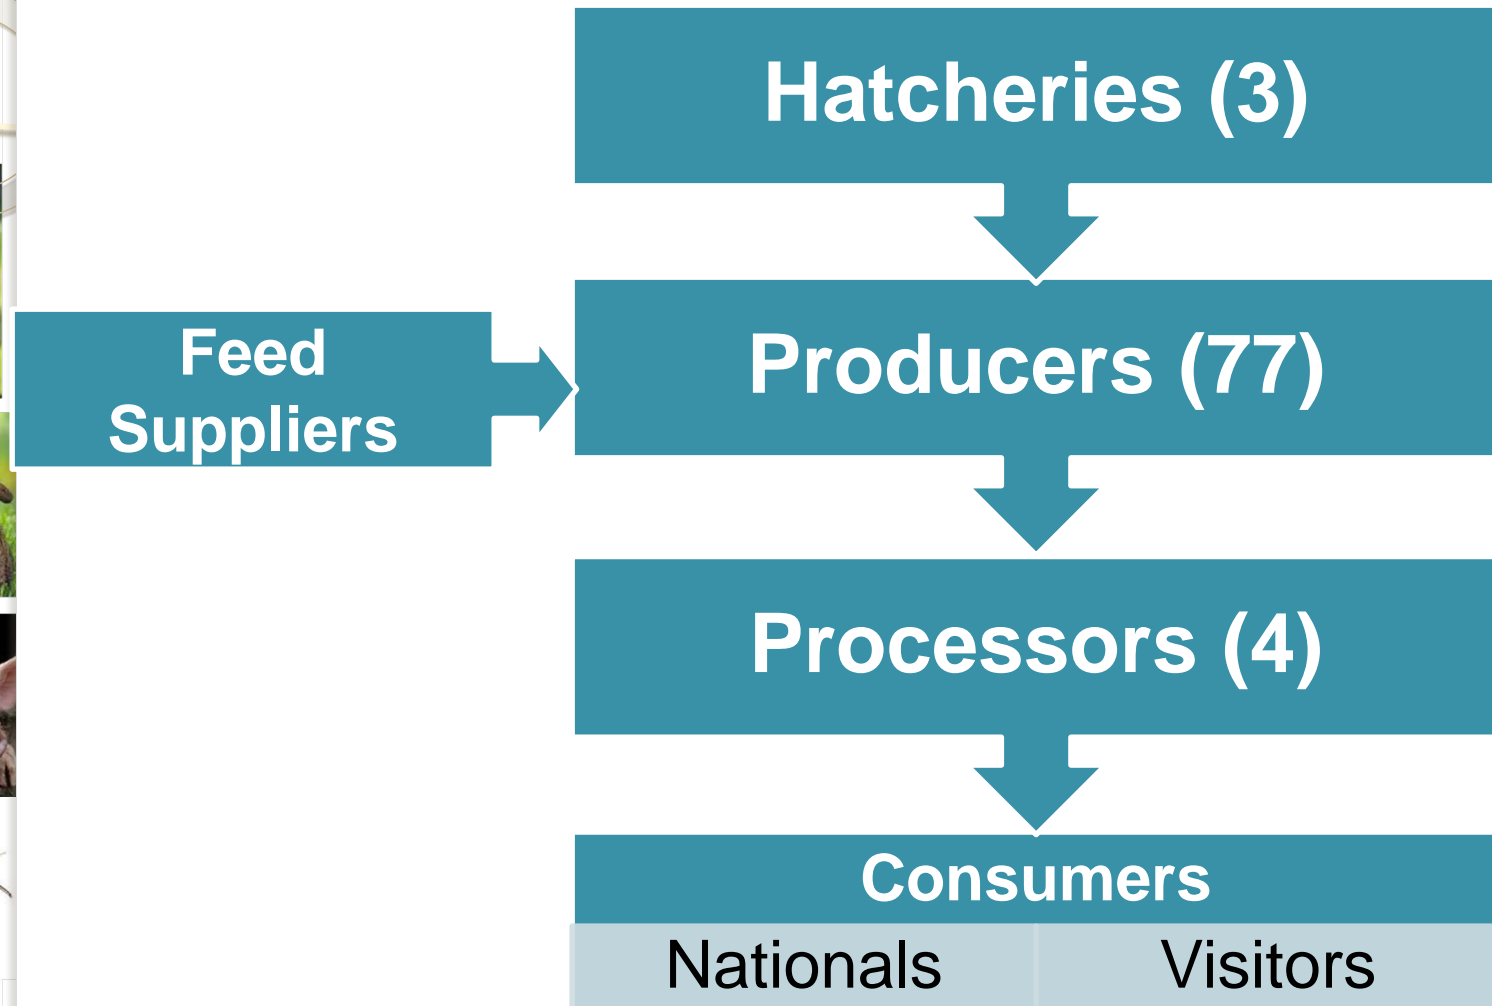 Hatcheries (3)
Feed
Suppliers
Producers (77)
Processors (4)
Consumers
Nationals
Visitors